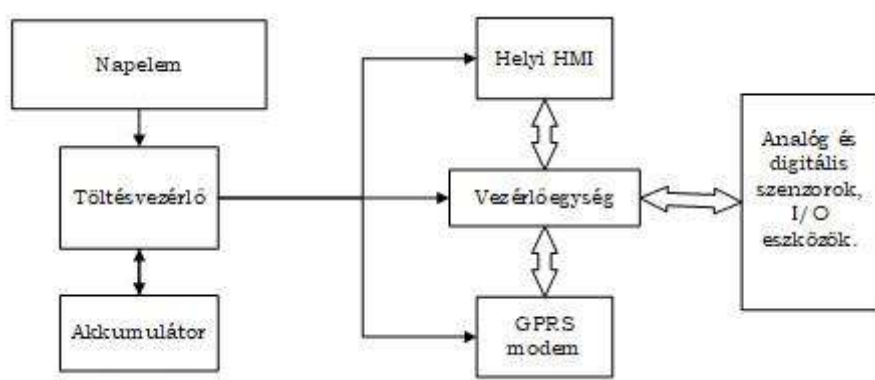 Napelem
Töltésvezérlő
Akkumulátor
Helyi HMI
Vezérlőegység
GPRS
modem
Analóg és
digitális
szenzorok,
I/O
eszközök.